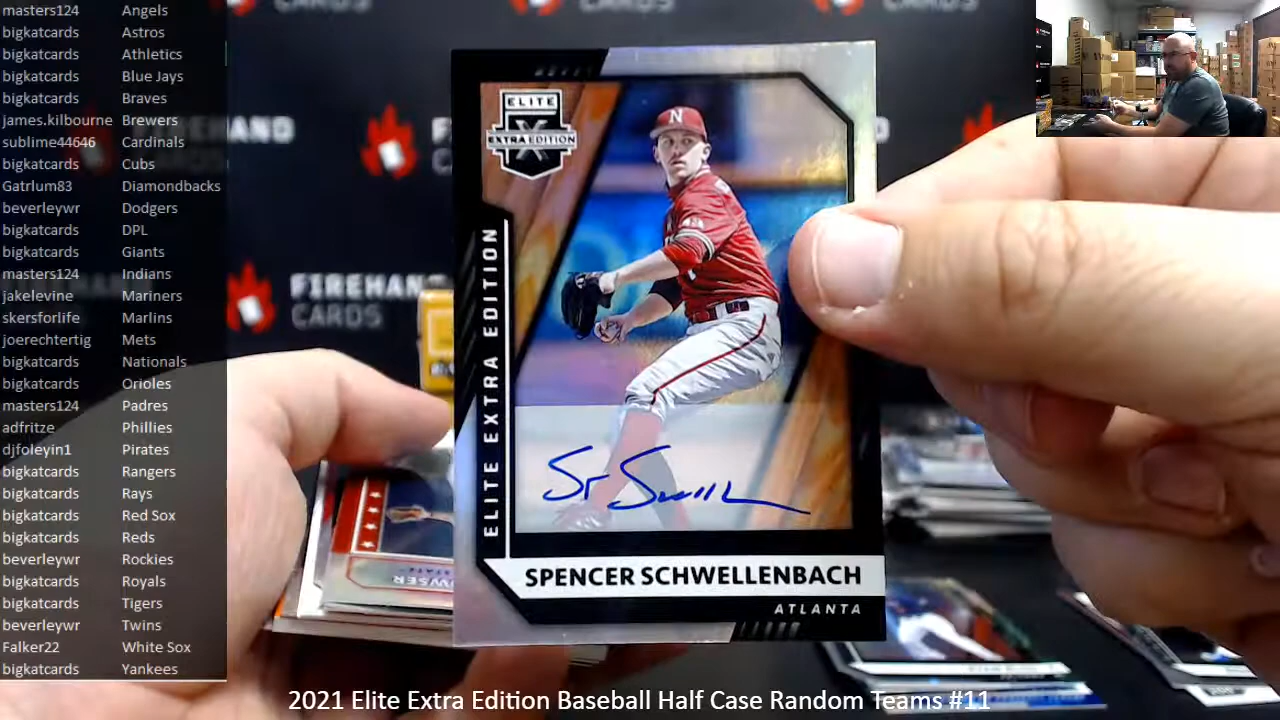 masters124 Angels
bigkatcards Astros
bigkatcards Athletics
bigkatcards Blue Jays
bigkatcards Braves
james.kilbourne Brewers
sublime44646 Cardinals
bigkatcards Cubs
Gatrlum83 Diamondbacks
beverleywr Dodgers
bigkatcards DPL
bigkatcards Giants
masters124 Indians
jakelevine Mariners
skersforlife Marlins
joerechtertig Mets
bigkatcards Nationals
bigkatcards Orioles
masters124 Padres
adfritze Phillies
djfoleyin1 Pirates
bigkatcards Rangers
bigkatcards Rays
bigkatcards Red Sox
bigkatcards Reds
beverleywr Rockies
bigkatcards Royals
bigkatcards Tigers
beverleywr Twins
Falker22 White Sox
bigkatcards Yankees
FIREHAND
CARDS
ELITE
EXTRA EDITION
N
ELITE EXTRA EDITION
SPENCER SCHWELLENBACH
ATLANTA
2021 Elite Extra Edition Baseball Half Case Random Teams #11